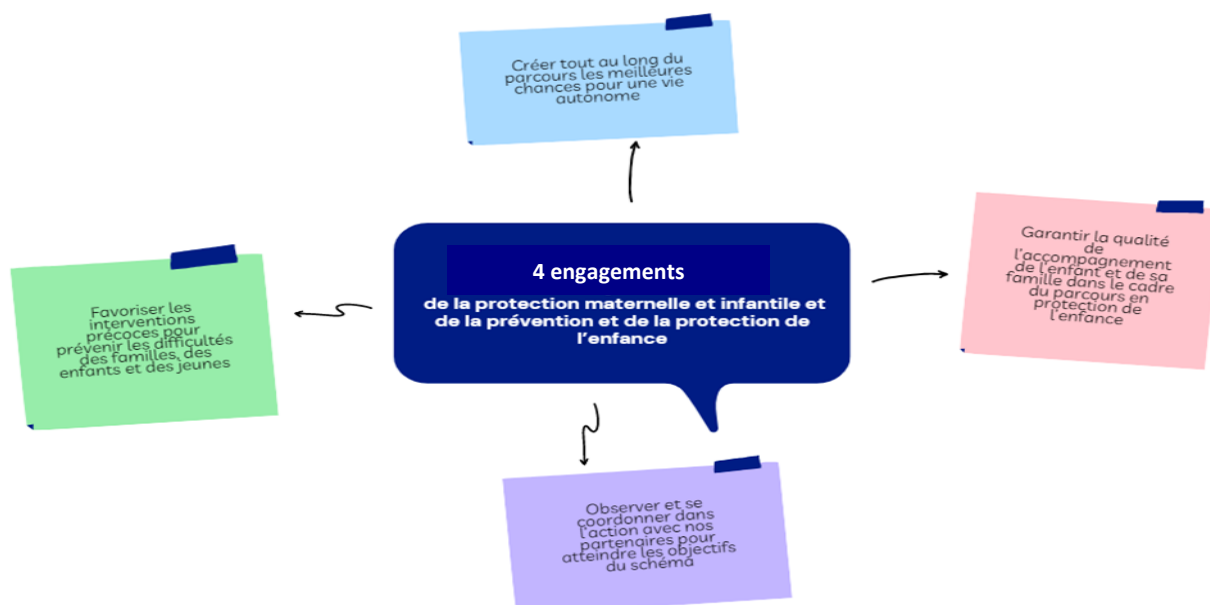 Créer tout au long du
parcours les meilleures
chances pour une vie
autonome
4 engagements
de la protection maternelle et infantile et
de la prévention et de la protection de
l'enfance
Garantir la qualité
de
l'accompagnement
de l'enfant et de sa
famille dans le cadre
du parcours en
protection de
l'enfance
Favoriser les
interventions
précoces pour
prévenir les difficultés
des familles, des
enfants et des jeunes
Observer et se
coordonner dans
l'action avec nos
partenaires pour
atteindre les objectifs
du schéma